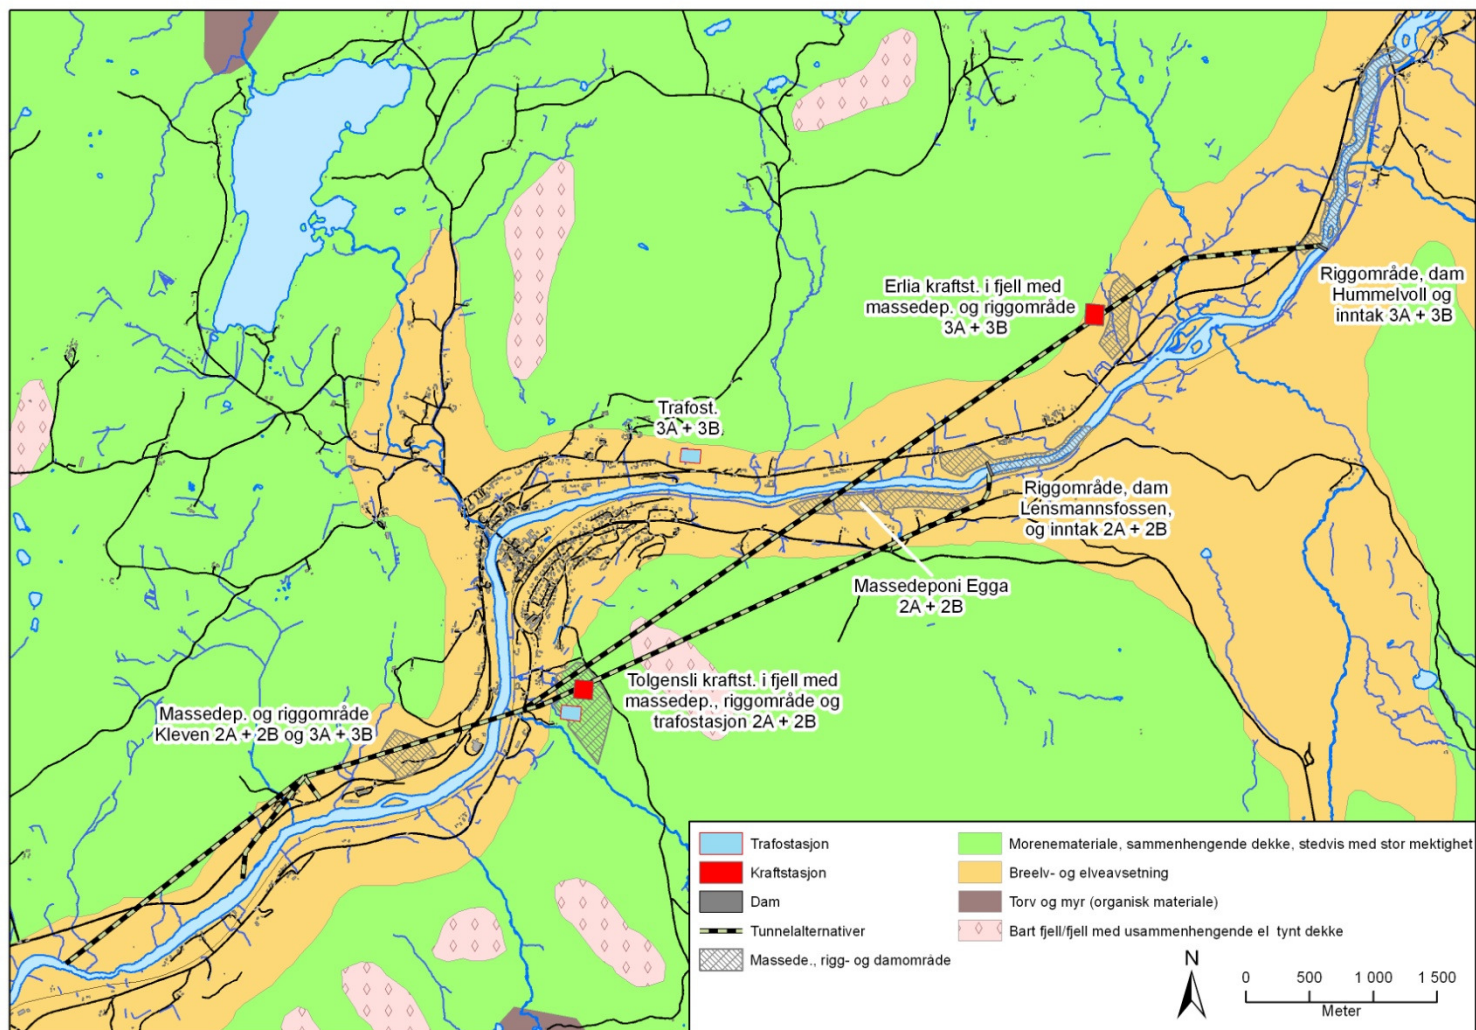 Erlia kraftst. i fjell med
massedep. og riggområde
3A + 3B
Riggområde, dam
Hummelvoll og
inntak 3A + 3B
Trafost.
3A + 3B
Riggområde, dam
Lensmannsfossen,
og inntak 2A + 2B
Massedeponi Egga
2A + 2B
Tolgensli kraftst. i fjell med
massedep., riggområde og
trafostasjon 2A + 2B
Massedep. og riggområde
Kleven 2A + 2B og 3A + 3B
Trafostasjon
Kraftstasjon
Dam
Tunnelalternativer
Massede., rigg- og damområde
Morenemateriale, sammenhengende dekke, stedvis med stor mektighet
Breelv- og elveavsetning
Torv og myr (organisk materiale)
Bart fjell/fjell med usammenhengende el tynt dekke
N
0 500 1 000 1 500
Meter